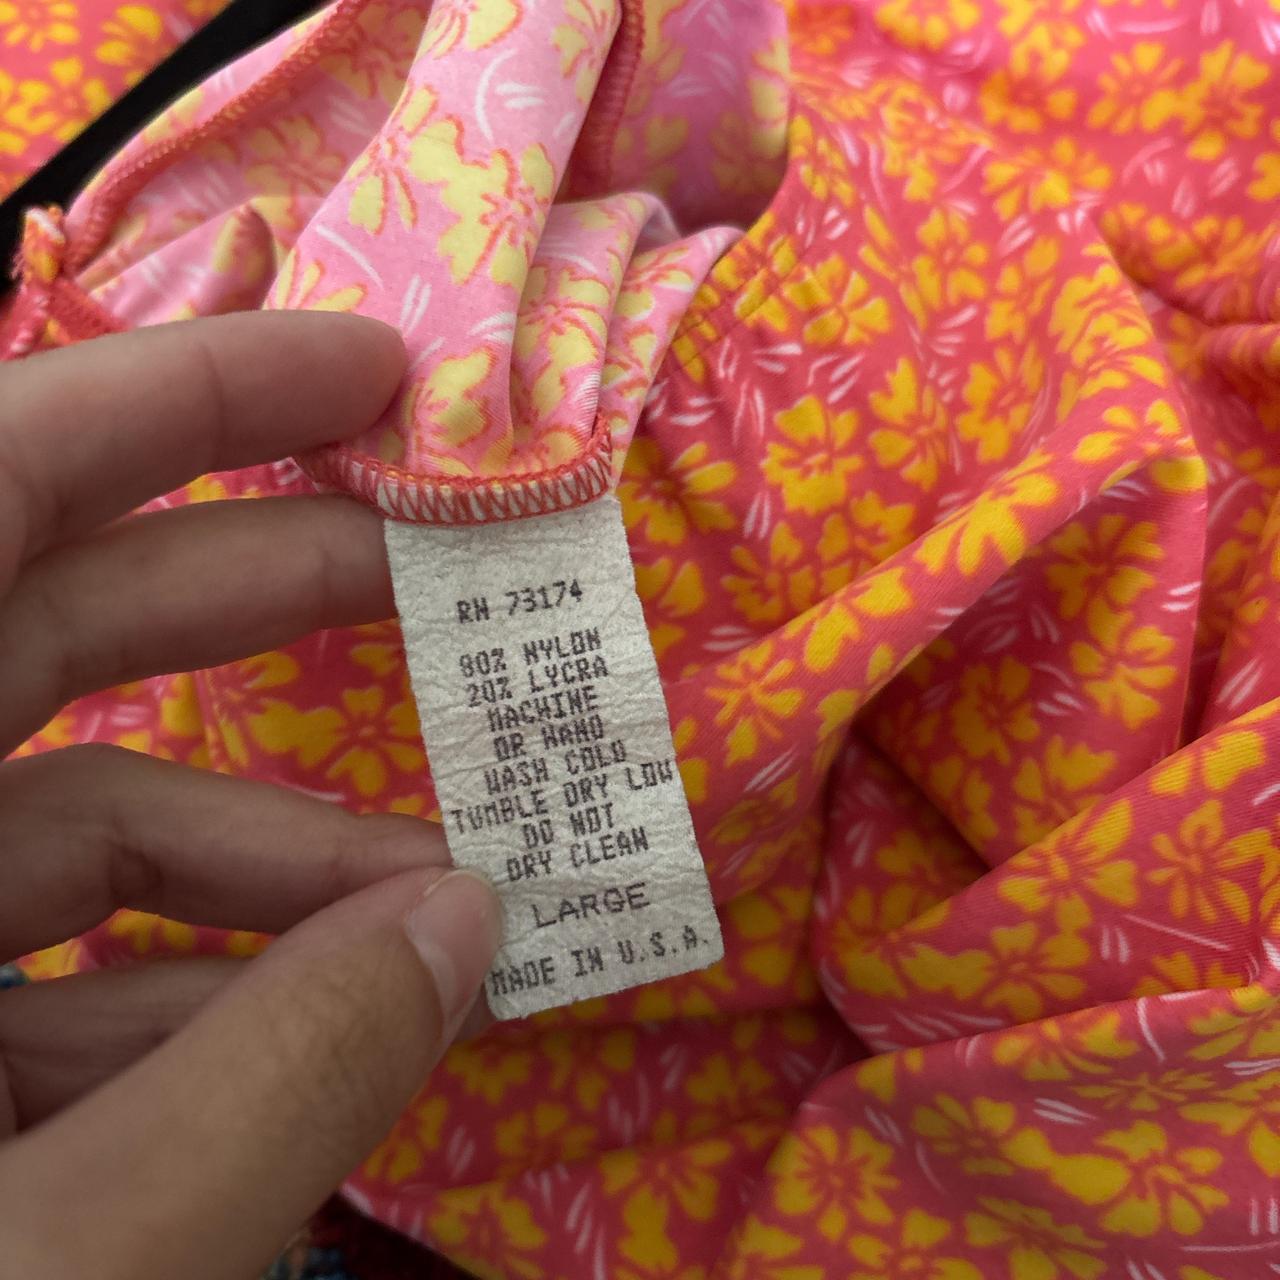 RN 73174
80% NYLON
20% LYCRA
MACHINE
OR HAND
WASH COLD
TUMBLE DRY LOW
DO NOT
DRY CLEAN
LARGE
MADE IN U.S.A.